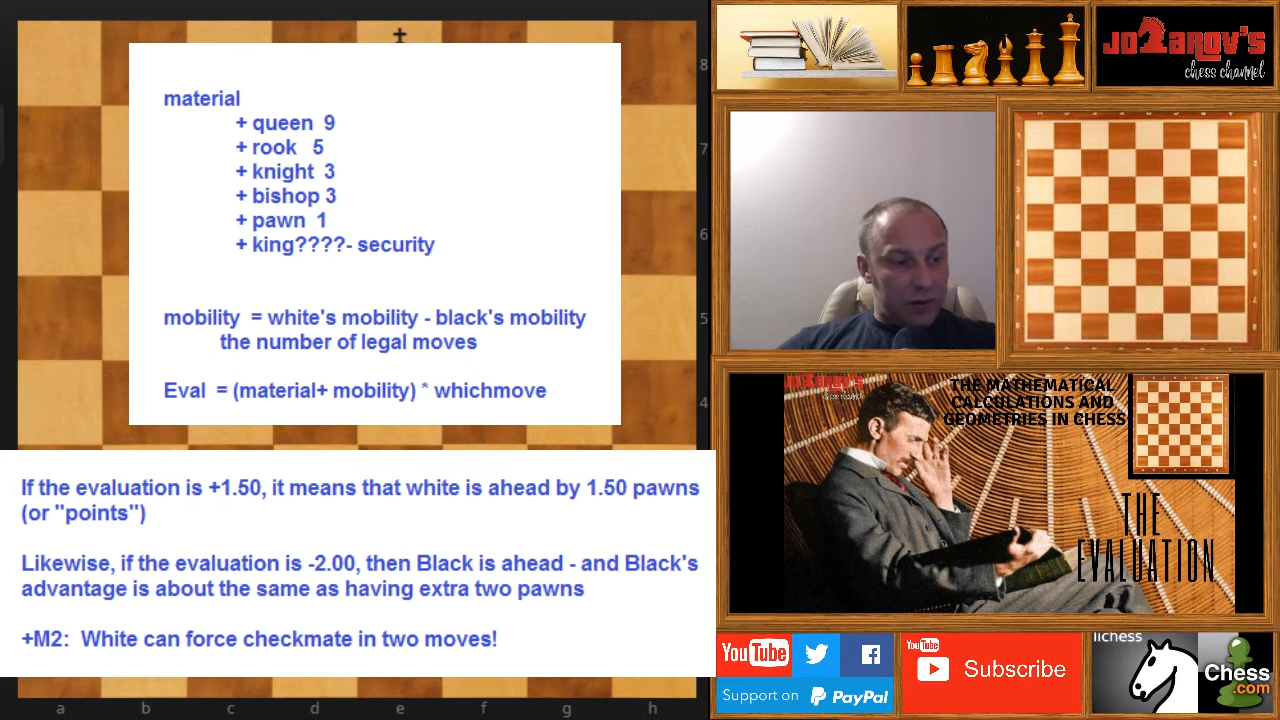 material
+ queen 9
+ rook 5
+ knight 3
+ bishop 3
+ pawn 1
+ king????- security
mobility = white's mobility - black's mobility
the number of legal moves
Eval = (material+ mobility) * whichmove
If the evaluation is +1.50, it means that white is ahead by 1.50 pawns
(or "points")
Likewise, if the evaluation is -2.00, then Black is ahead - and Black's
advantage is about the same as having extra two pawns
+M2: White can force checkmate in two moves!
8
7
6
5
4
a b c d e f g h
JOZAROV'S
chess channel
JOZAROV'S
chess channel
THE MATHEMATICAL
CALCULATIONS AND
GEOMETRIES IN CHESS
THE
EVALUATION
YouTube
Support on PayPal
YouTube
Subscribe
lichess
Chess
.com